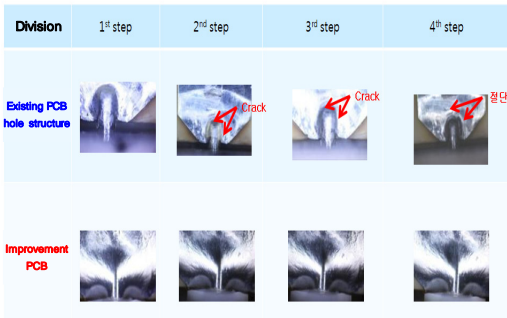 Division 1st step 2nd step 3rd step 4th step
Existing PCB
hole structure
Crack
Crack
절단
Improvement
PCB